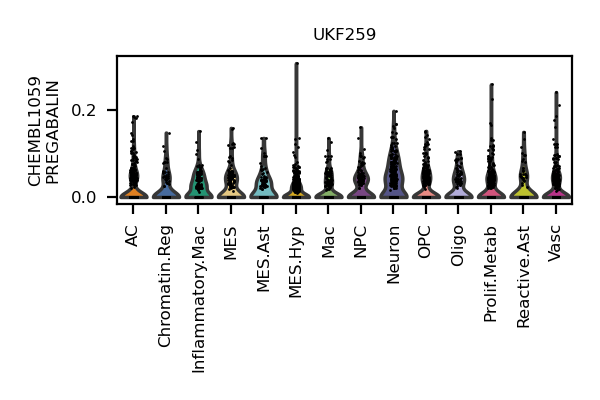 UKF259
CHEMBL1059
PREGABALIN
0.2
0.0
AC
Chromatin.Reg
Inflammatory.Mac
MES
MES.Ast
MES.Hyp
Mac
NPC
Neuron
OPC
Oligo
Prolif.Metab
Reactive.Ast
Vasc